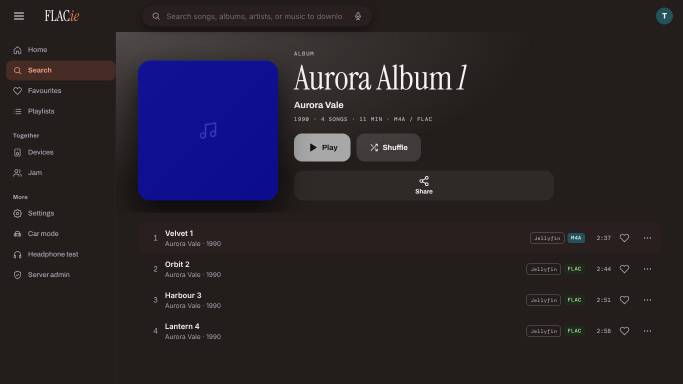 FLACie
Search songs, albums, artists, or music to downlo
T
Home
Search
Favourites
Playlists
Together
Devices
Jam
More
Settings
Car mode
Headphone test
Server admin
ALBUM
Aurora Album 1
Aurora Vale
1990 · 4 SONGS · 11 MIN · M4A / FLAC
Play
Shuffle
Share
1 Velvet 1 Jellyfin M4A 2:37
Aurora Vale · 1990
2 Orbit 2 Jellyfin FLAC 2:44
Aurora Vale · 1990
3 Harbour 3 Jellyfin FLAC 2:51
Aurora Vale · 1990
4 Lantern 4 Jellyfin FLAC 2:58
Aurora Vale · 1990